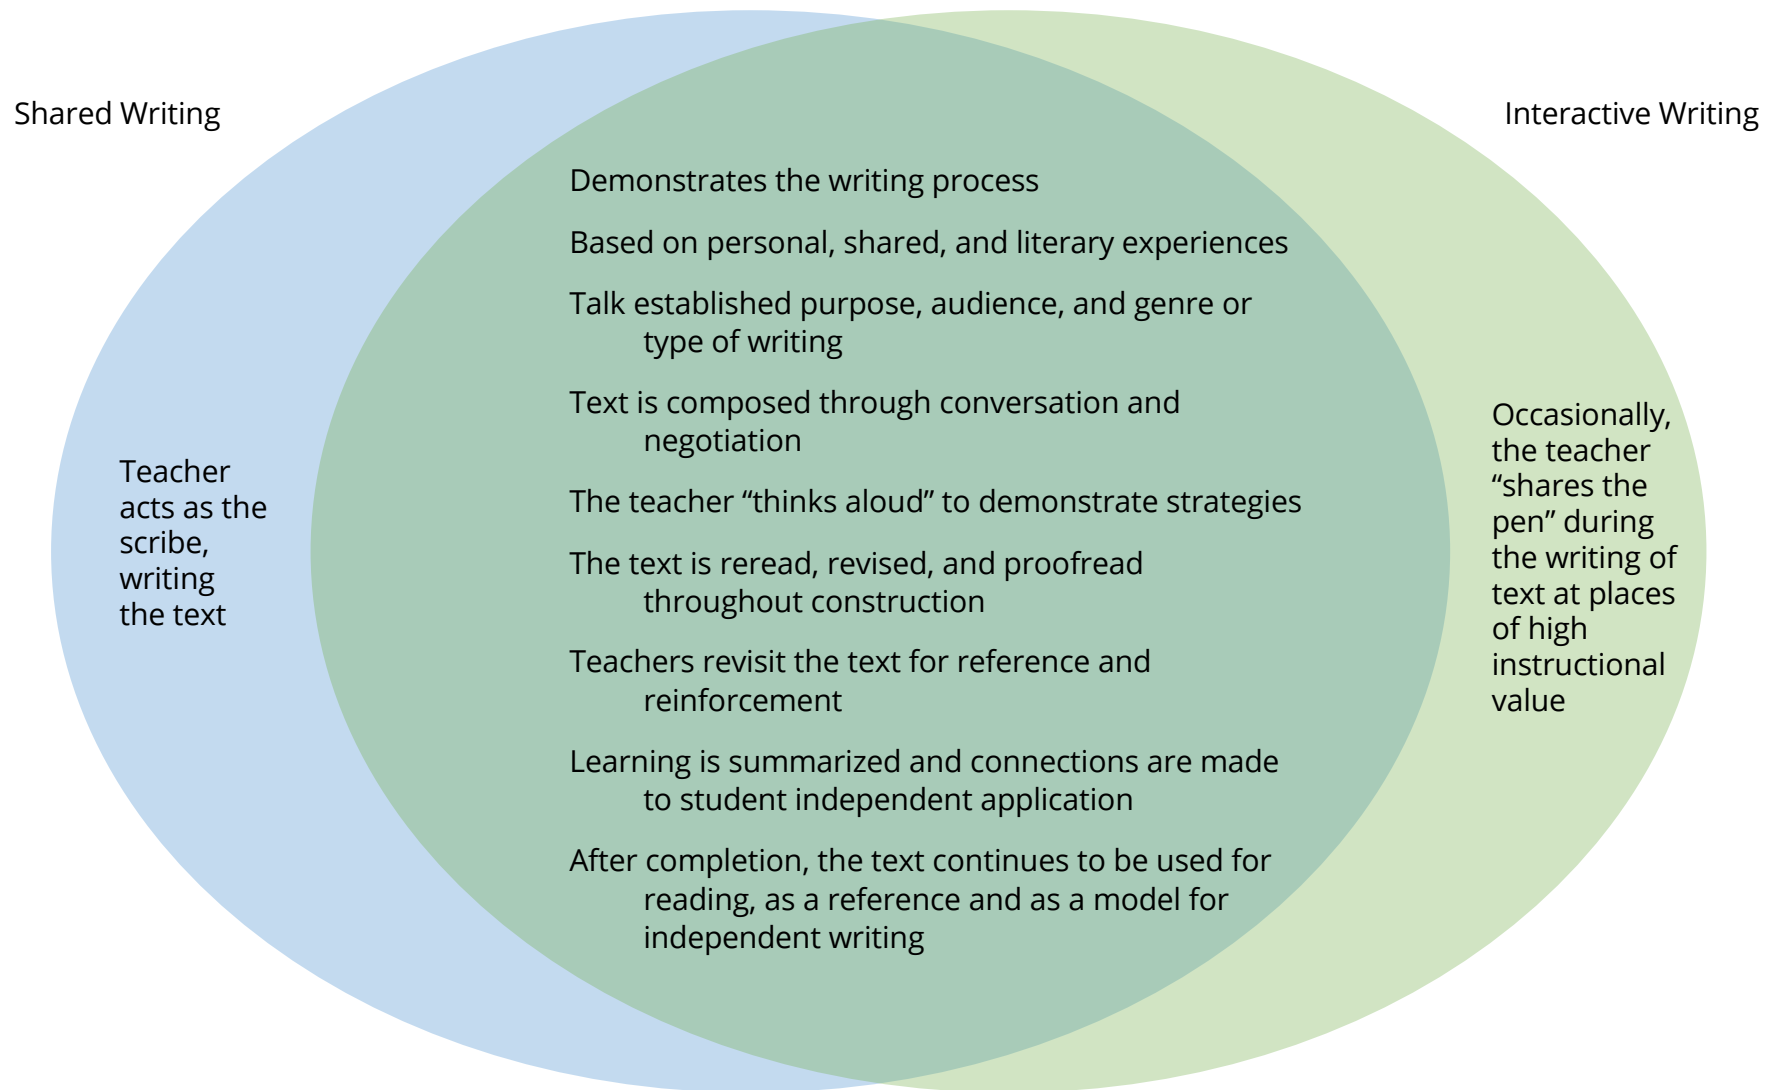 Shared Writing
Interactive Writing
Demonstrates the writing process
Based on personal, shared, and literary experiences
Talk established purpose, audience, and genre or
type of writing
Text is composed through conversation and
negotiation
The teacher “thinks aloud” to demonstrate strategies
The text is reread, revised, and proofread
throughout construction
Teachers revisit the text for reference and
reinforcement
Learning is summarized and connections are made
to student independent application
After completion, the text continues to be used for
reading, as a reference and as a model for
independent writing
Teacher
acts as the
scribe,
writing
the text
Occasionally,
the teacher
“shares the
pen” during
the writing of
text at places
of high
instructional
value